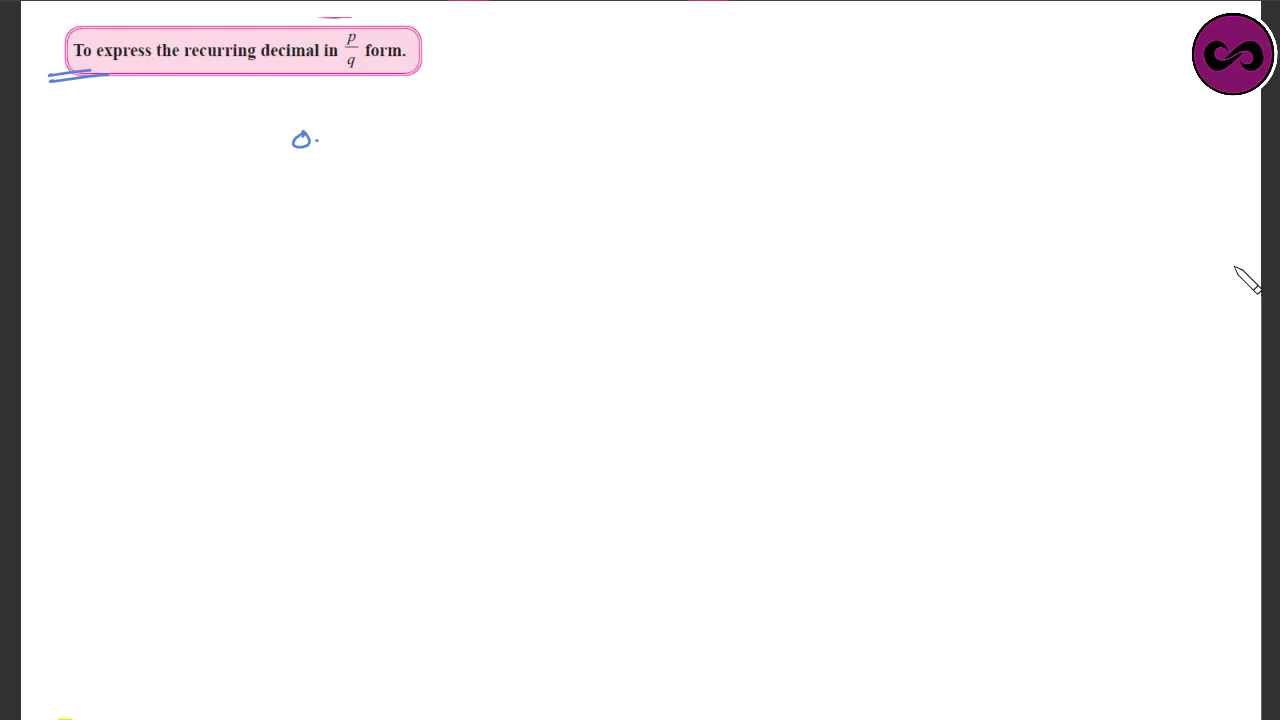 To express the recurring decimal in p/q form.
0.